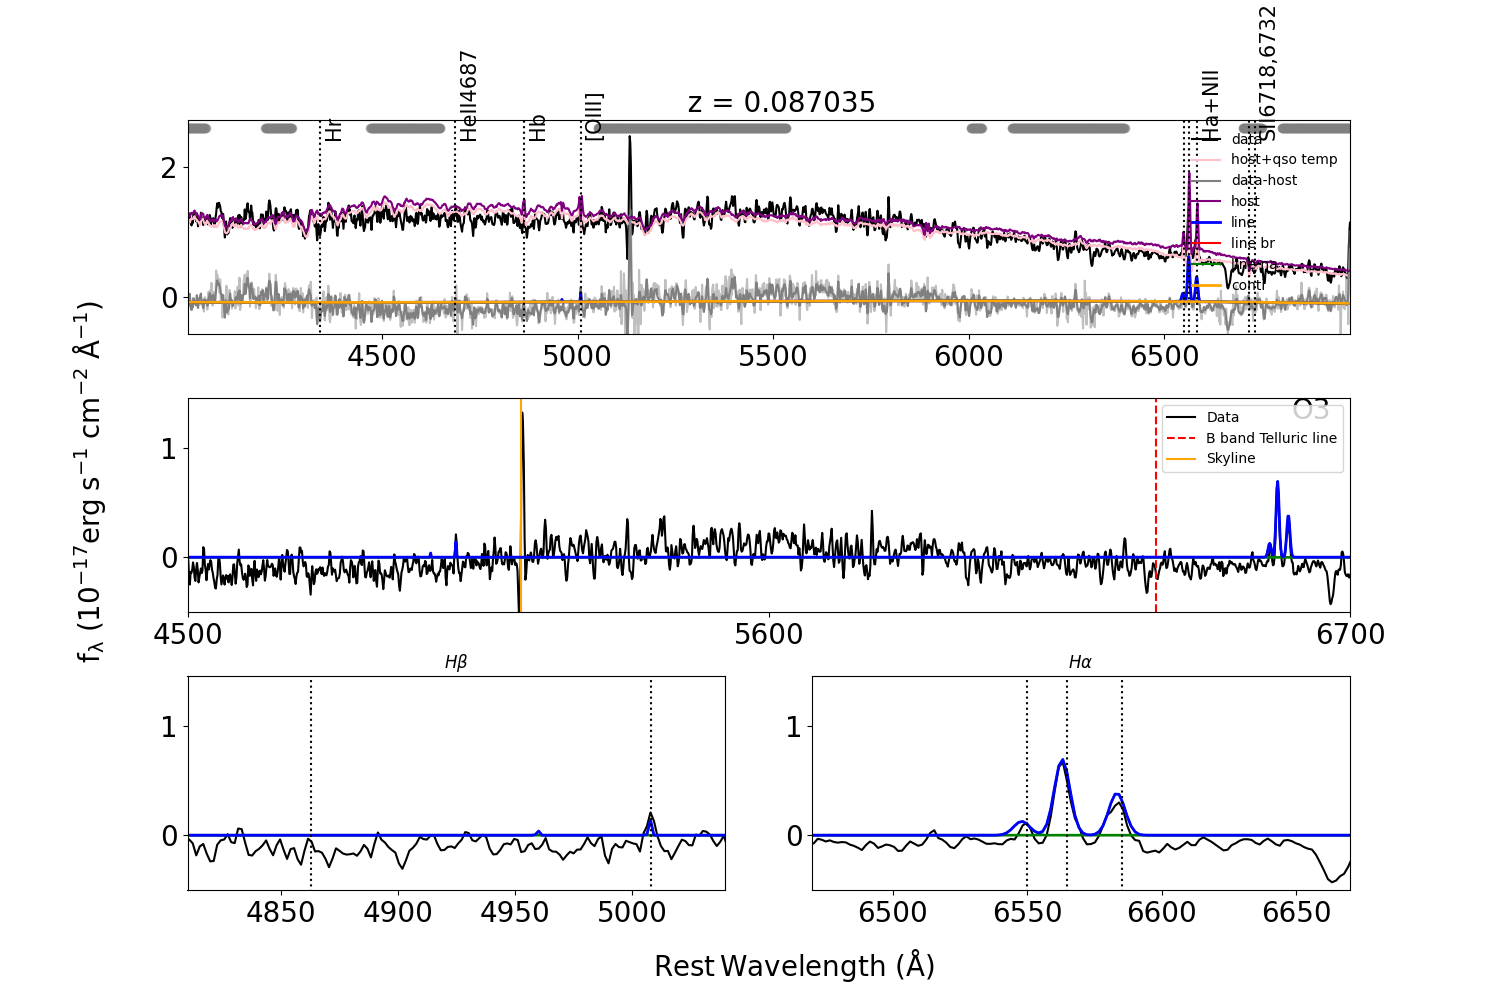 z = 0.087035
Hr
HeII4687
Hb
[OIII]
Ha+NII
SII6718,6732
data
host+qso temp
data-host
host
line
line br
conti
2
0
4500
5000
5500
6000
6500
fλ (10⁻¹⁷erg s⁻¹ cm⁻² Å⁻¹)
O3
Data
B band Telluric line
Skyline
1
0
4500
5600
6700
Hβ
1
0
4850
4900
4950
5000
Hα
1
0
6500
6550
6600
6650
Rest Wavelength (Å)